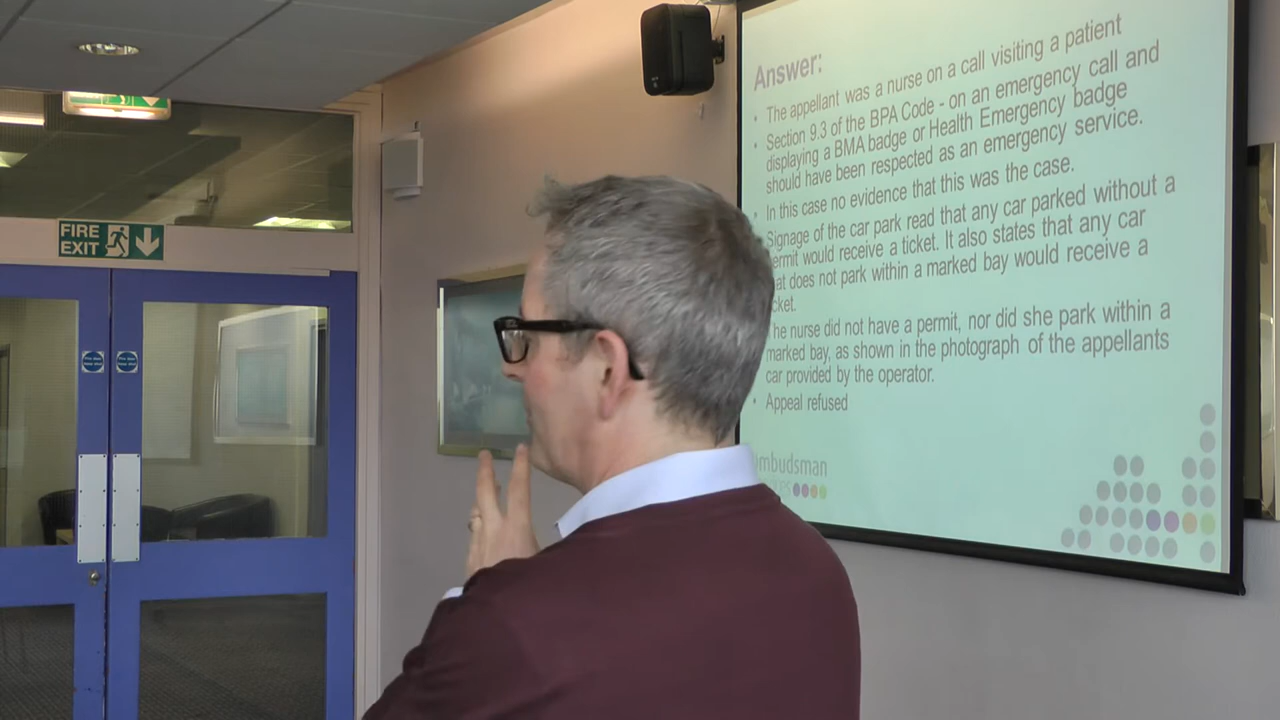 FIRE
EXIT
Answer:
The appellant was a nurse on a call visiting a patient
Section 9.3 of the BPA Code - on an emergency call and
displaying a BMA badge or Health Emergency badge
should have been respected as an emergency service.
In this case no evidence that this was the case.
Signage of the car park read that any car parked without a
ermit would receive a ticket. It also states that any car
at does not park within a marked bay would receive a
cket.
he nurse did not have a permit, nor did she park within a
marked bay, as shown in the photograph of the appellants
car provided by the operator.
Appeal refused
mbudsman